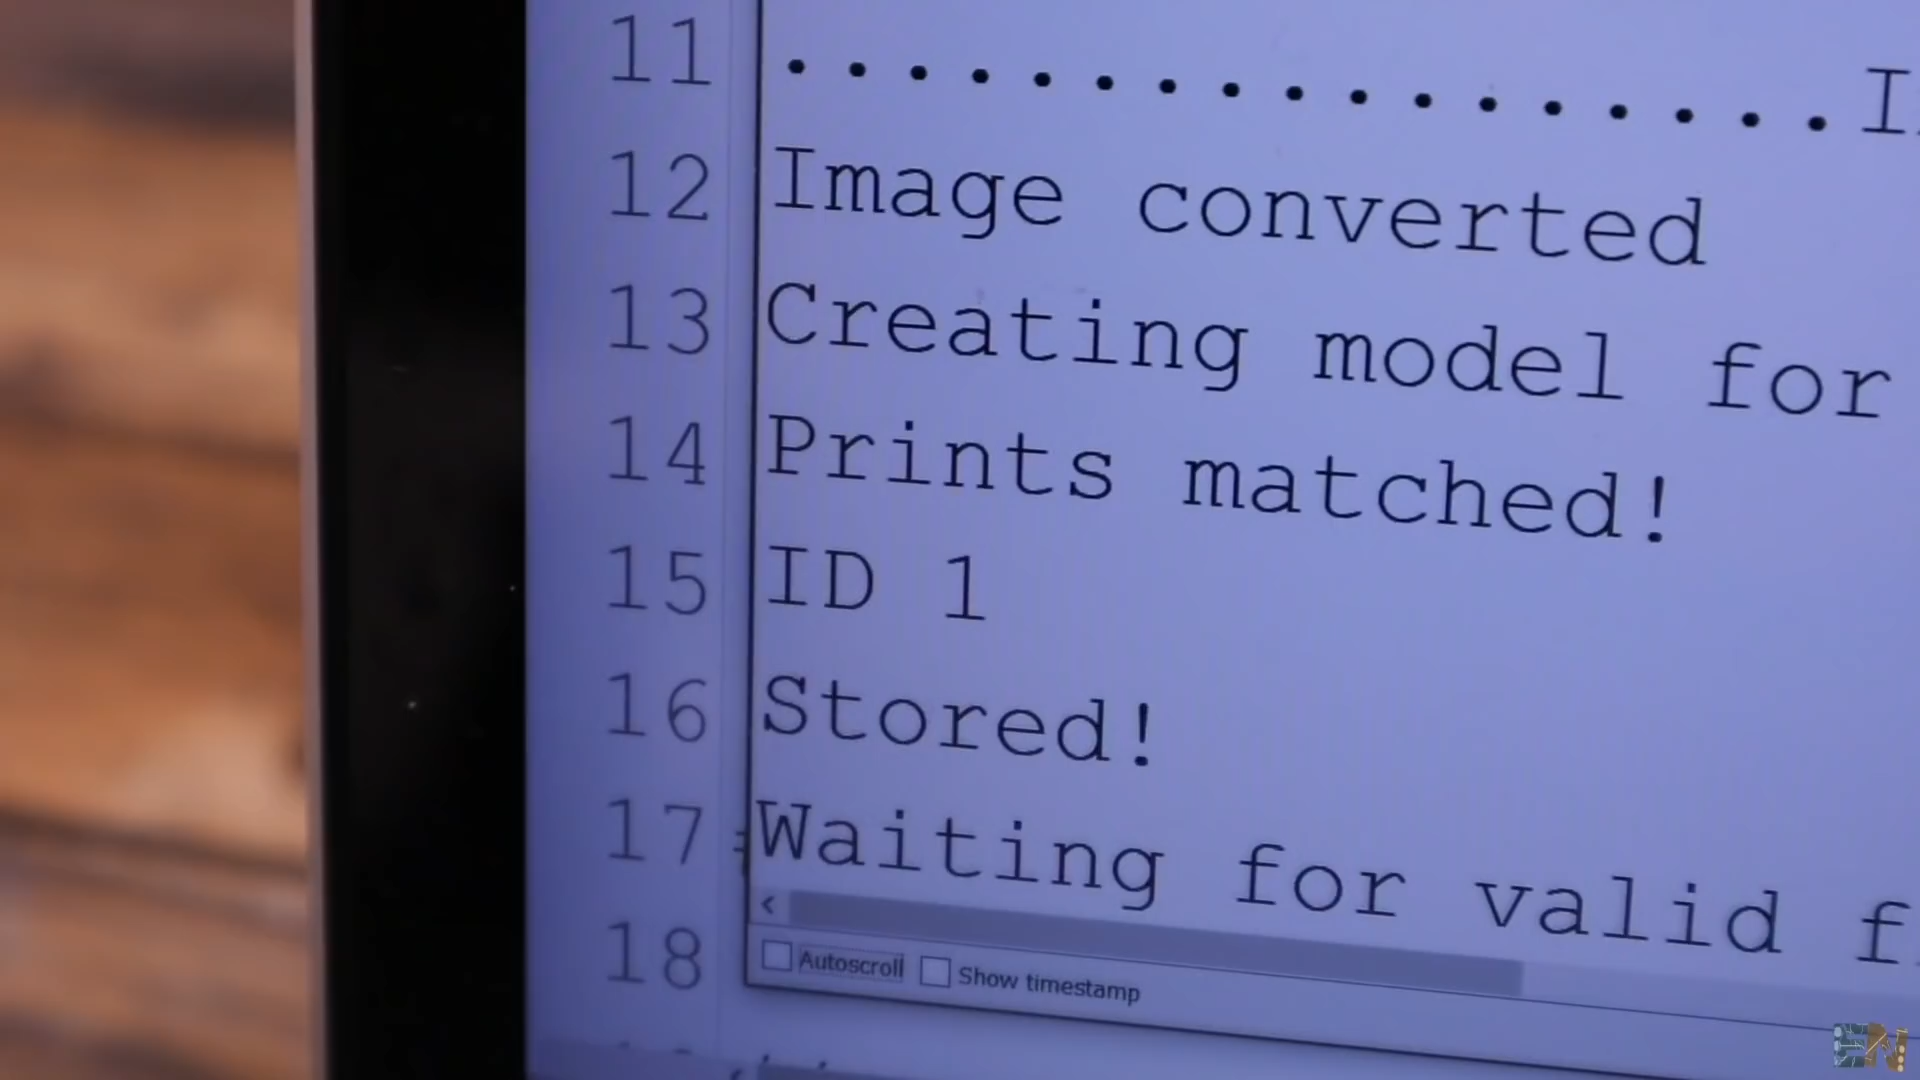 11 .................I
12 Image converted
13 Creating model for
14 Prints matched!
15 ID 1
16 Stored!
17 Waiting for valid f
18
Autoscroll Show timestamp
EN